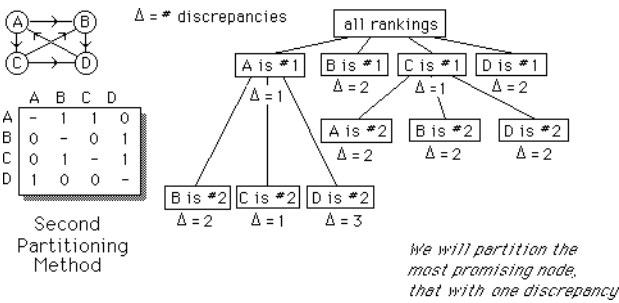 Δ = # discrepancies
all rankings
A B
C D
A is #1 B is #1 C is #1 D is #1
Δ = 1 Δ = 2 Δ = 1 Δ = 2
A B C D
A - 1 1 0
B 0 - 0 1
C 0 1 - 1
D 1 0 0 -
A is #2 B is #2 D is #2
Δ = 2 Δ = 2 Δ = 2
B is #2 C is #2 D is #2
Δ = 2 Δ = 1 Δ = 3
Second
Partitioning
Method
We will partition the
most promising node,
that with one discrepancy